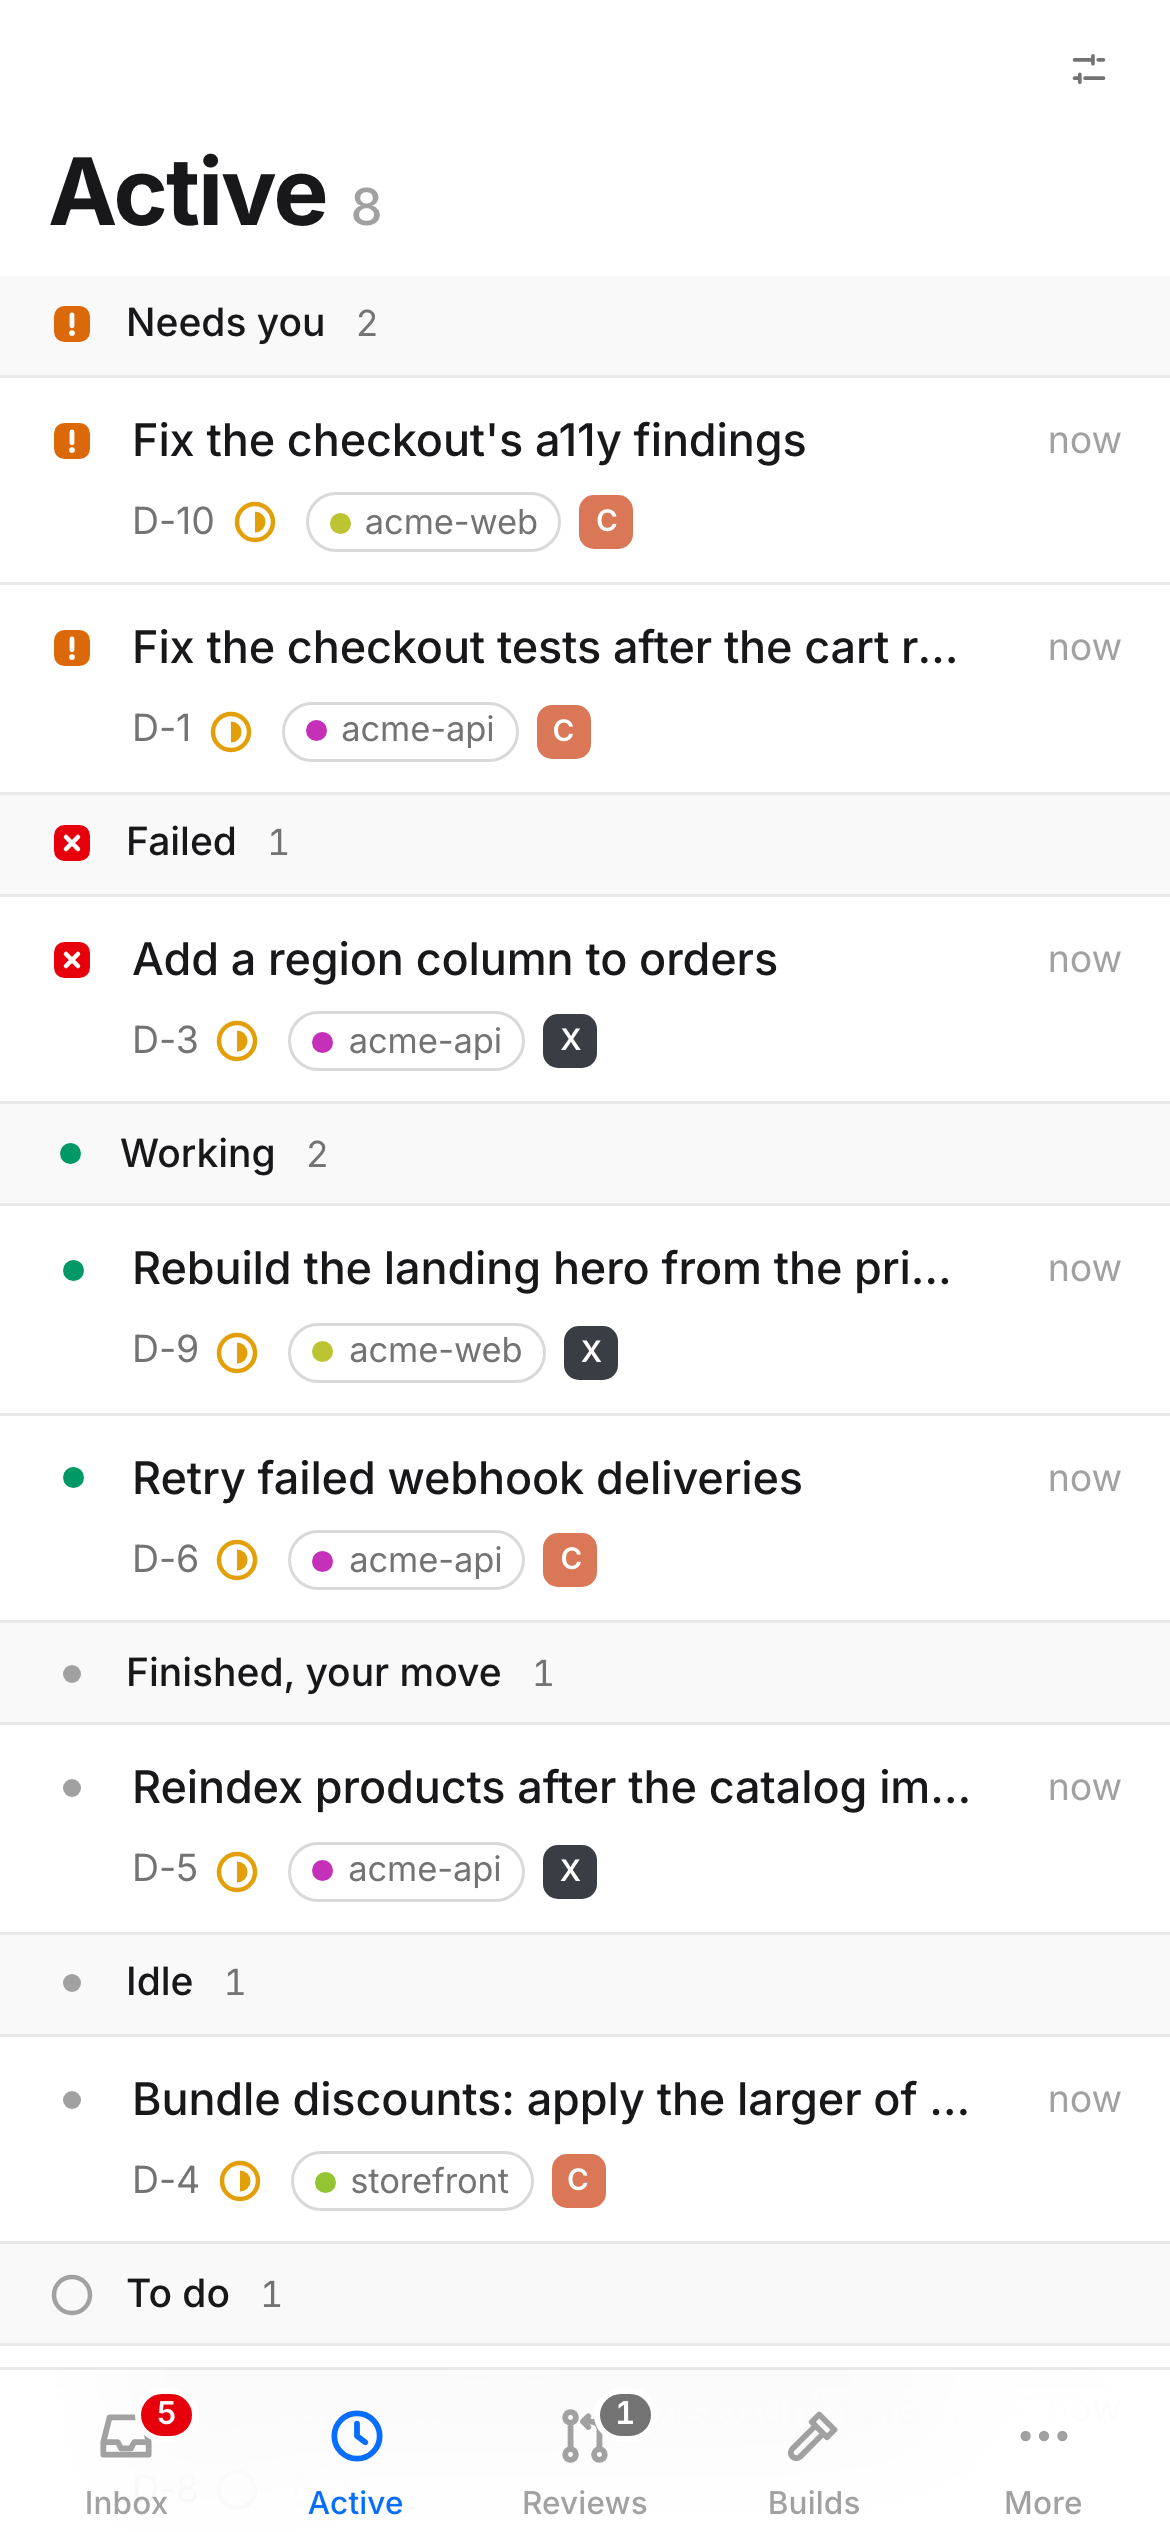 Active 8
Needs you 2
Fix the checkout's a11y findings now
D-10 acme-web C
Fix the checkout tests after the cart r... now
D-1 acme-api C
Failed 1
Add a region column to orders now
D-3 acme-api X
Working 2
Rebuild the landing hero from the pri... now
D-9 acme-web X
Retry failed webhook deliveries now
D-6 acme-api C
Finished, your move 1
Reindex products after the catalog im... now
D-5 acme-api X
Idle 1
Bundle discounts: apply the larger of ... now
D-4 storefront C
To do 1
5 1
D-8
Inbox Active Reviews Builds More